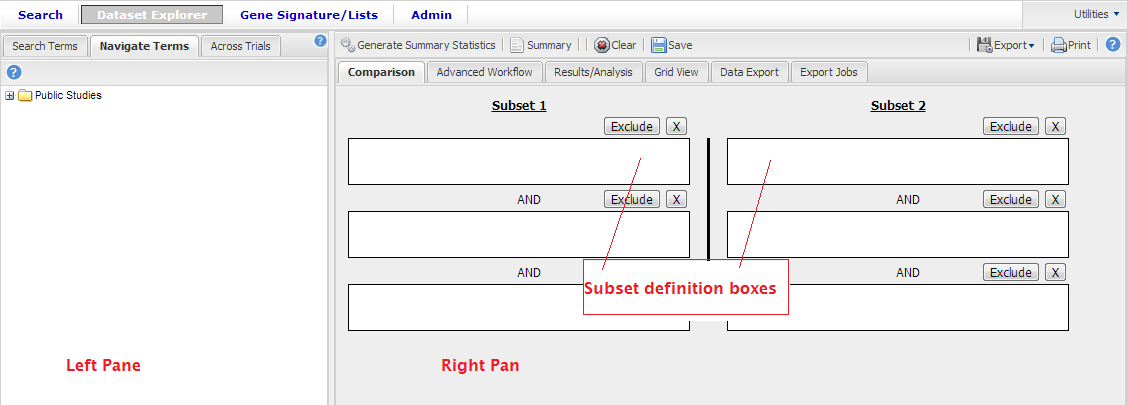 Search Dataset Explorer Gene Signature/Lists Admin Utilities
Search Terms Navigate Terms Across Trials ? Generate Summary Statistics Summary Clear Save Export Print ?
? Comparison Advanced Workflow Results/Analysis Grid View Data Export Export Jobs
Public Studies
Subset 1 Subset 2
Exclude X Exclude X
AND Exclude X AND Exclude X
AND AND Exclude X
Subset definition boxes
Left Pane Right Pan